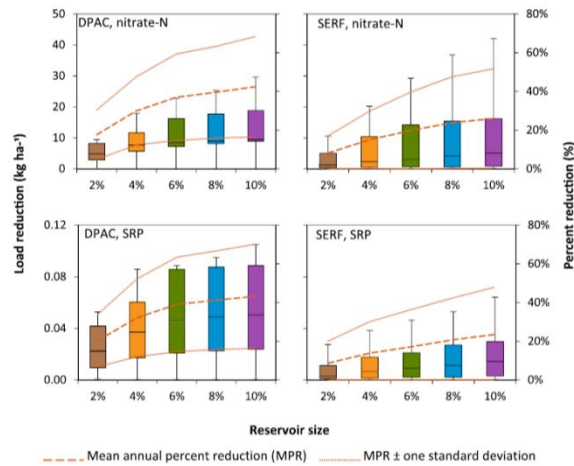 DPAC, nitrate-N
SERF, nitrate-N
50
40
30
20
10
0
80%
60%
40%
20%
0%
2% 4% 6% 8% 10%
2% 4% 6% 8% 10%
Load reduction (kg ha⁻¹)
Percent reduction (%)
DPAC, SRP
SERF, SRP
0.12
0.08
0.04
0.00
80%
60%
40%
20%
0%
2% 4% 6% 8% 10%
2% 4% 6% 8% 10%
Reservoir size
Mean annual percent reduction (MPR)
MPR ± one standard deviation